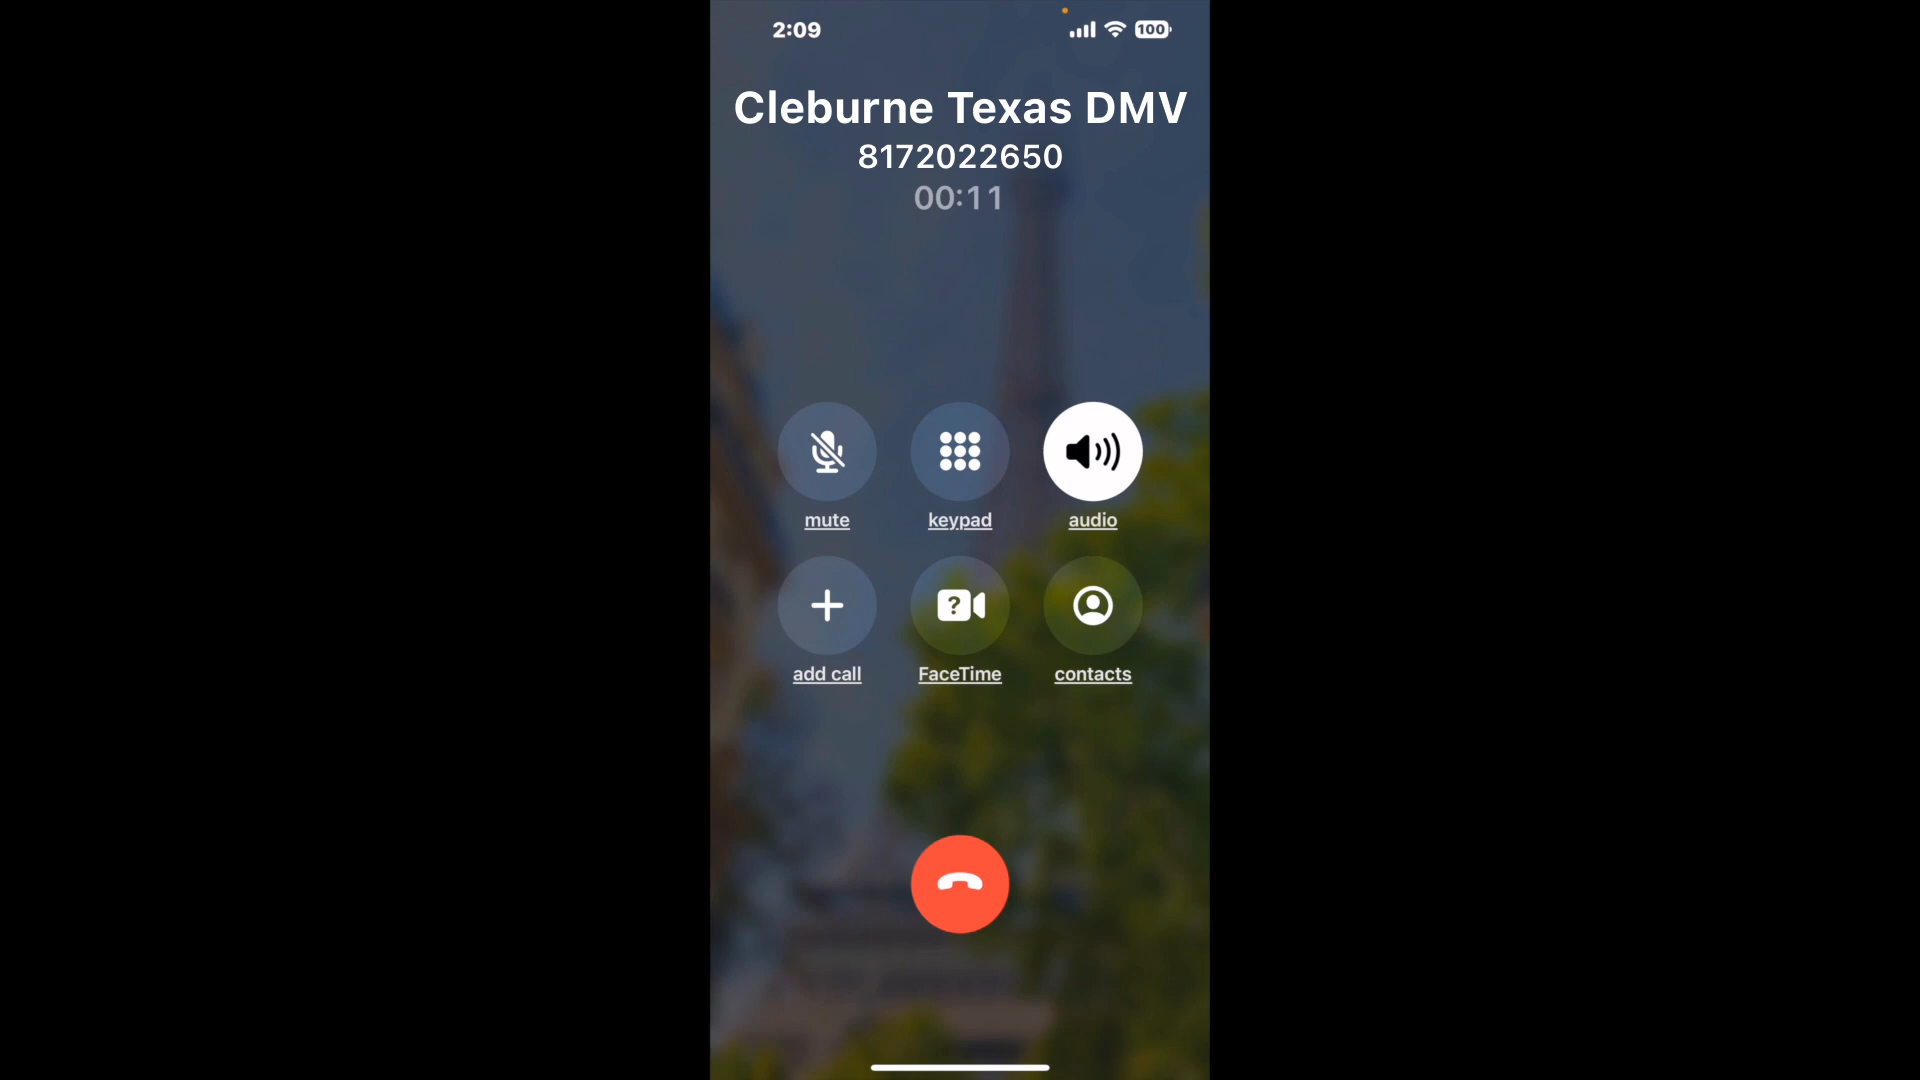 2:09
100
Cleburne Texas DMV
8172022650
00:11
mute
keypad
audio
?
add call
FaceTime
contacts